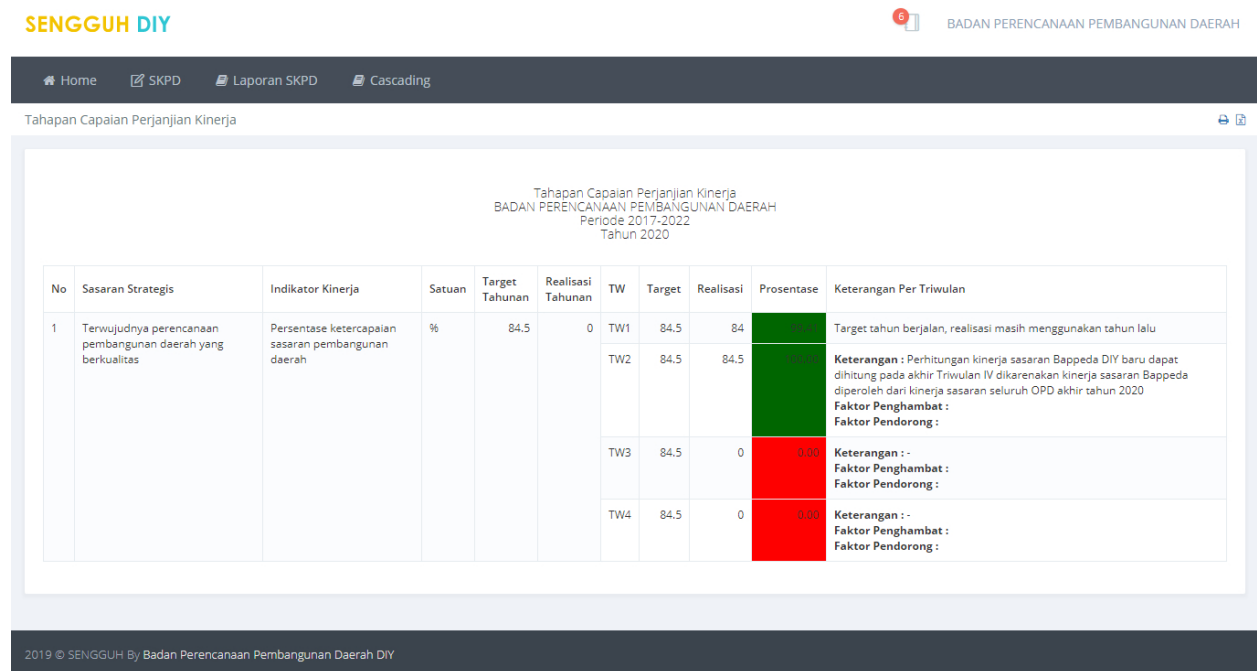 SENGGUH DIY
6
BADAN PERENCANAAN PEMBANGUNAN DAERAH
Home SKPD Laporan SKPD Cascading
Tahapan Capaian Perjanjian Kinerja
Tahapan Capaian Perjanjian Kinerja
BADAN PERENCANAAN PEMBANGUNAN DAERAH
Periode 2017-2022
Tahun 2020
No Sasaran Strategis Indikator Kinerja Satuan Target Tahunan Realisasi Tahunan TW Target Realisasi Prosentase Keterangan Per Triwulan
1 Terwujudnya perencanaan pembangunan daerah yang berkualitas Persentase ketercapaian sasaran pembangunan daerah % 84.5 0 TW1 84.5 84 99.41 Target tahun berjalan, realisasi masih menggunakan tahun lalu
TW2 84.5 84.5 100.00 Keterangan : Perhitungan kinerja sasaran Bappeda DIY baru dapat
dihitung pada akhir Triwulan IV dikarenakan kinerja sasaran Bappeda
diperoleh dari kinerja sasaran seluruh OPD akhir tahun 2020
Faktor Penghambat :
Faktor Pendorong :
TW3 84.5 0 0.00 Keterangan : -
Faktor Penghambat :
Faktor Pendorong :
TW4 84.5 0 0.00 Keterangan : -
Faktor Penghambat :
Faktor Pendorong :
2019 © SENGGUH By Badan Perencanaan Pembangunan Daerah DIY